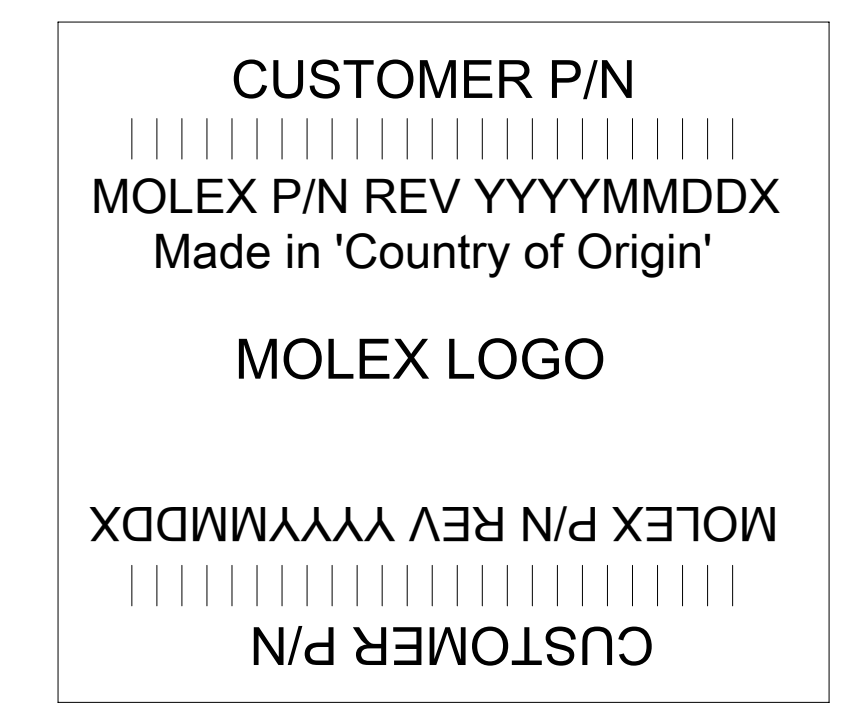 CUSTOMER P/N
MOLEX P/N REV YYYYMMDDX
Made in 'Country of Origin'
MOLEX LOGO
MOLEX P/N REV YYYYMMDDX
CUSTOMER P/N